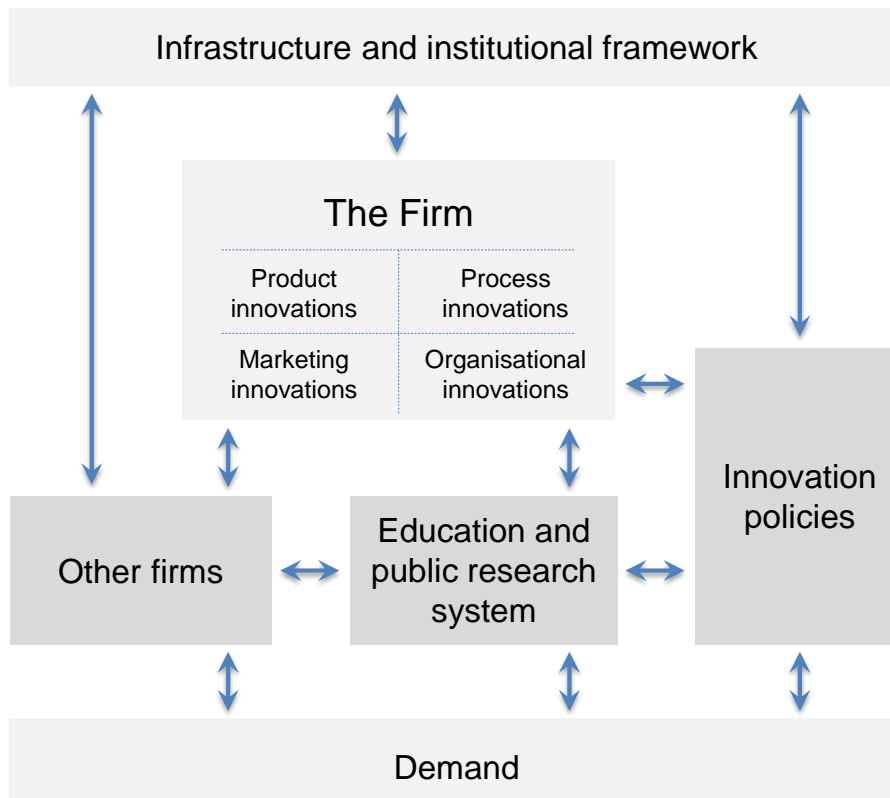 Infrastructure and institutional framework
The Firm
Product
innovations
Process
innovations
Marketing
innovations
Organisational
innovations
Innovation
policies
Other firms
Education and
public research
system
Demand